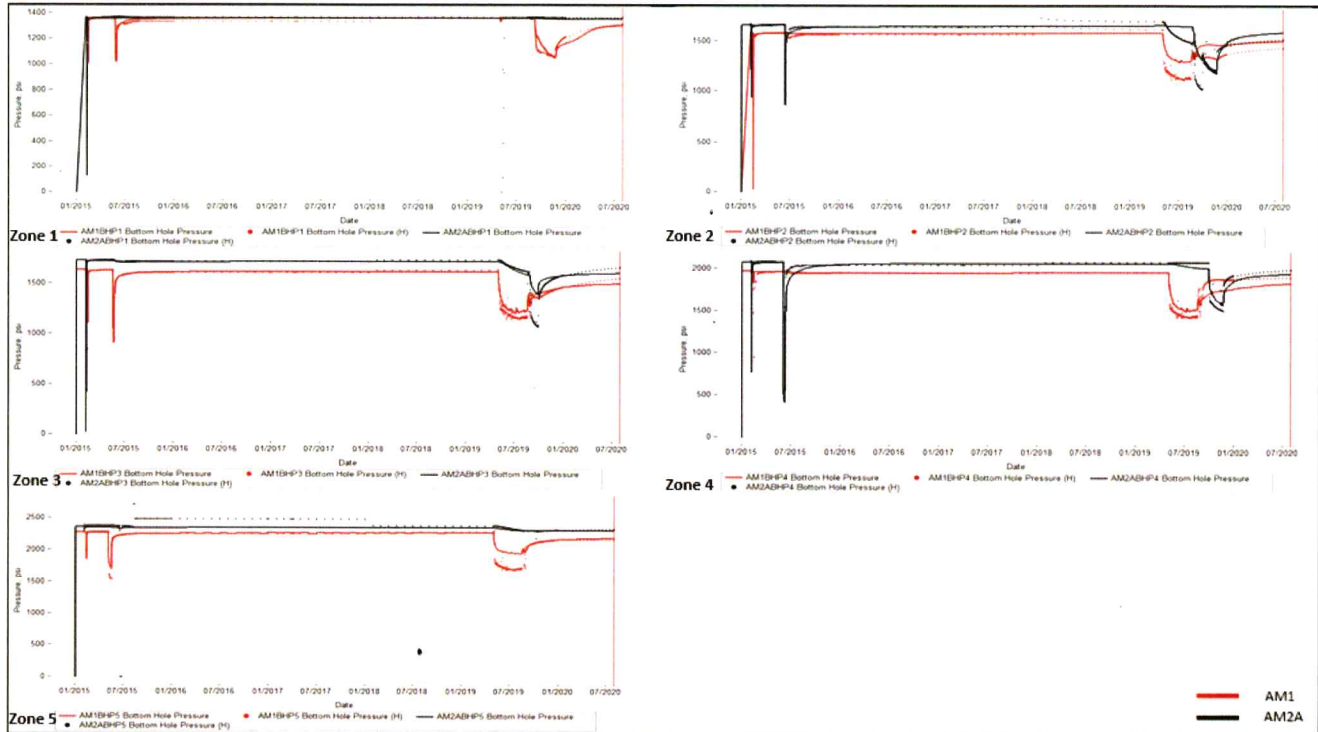 1400
1200
1000
800
600
400
200
0
Pressure psi
01/2015 07/2015 01/2016 07/2016 01/2017 07/2017 01/2018 07/2018 01/2019 07/2019 01/2020 07/2020
Date
Zone 1
AM1BHP1 Bottom Hole Pressure AM1BHP1 Bottom Hole Pressure (H) AM2ABHP1 Bottom Hole Pressure
AM2ABHP1 Bottom Hole Pressure (H)
1500
1000
500
0
Pressure psi
01/2015 07/2015 01/2016 07/2016 01/2017 07/2017 01/2018 07/2018 01/2019 07/2019 01/2020 07/2020
Date
Zone 2
AM1BHP2 Bottom Hole Pressure AM1BHP2 Bottom Hole Pressure (H) AM2ABHP2 Bottom Hole Pressure
AM2ABHP2 Bottom Hole Pressure (H)
1500
1000
500
0
Pressure psi
01/2015 07/2015 01/2016 07/2016 01/2017 07/2017 01/2018 07/2018 01/2019 07/2019 01/2020 07/2020
Date
Zone 3
AM1BHP3 Bottom Hole Pressure AM1BHP3 Bottom Hole Pressure (H) AM2ABHP3 Bottom Hole Pressure
AM2ABHP3 Bottom Hole Pressure (H)
2000
1500
1000
500
0
Pressure psi
01/2015 07/2015 01/2016 07/2016 01/2017 07/2017 01/2018 07/2018 01/2019 07/2019 01/2020 07/2020
Date
Zone 4
AM1BHP4 Bottom Hole Pressure AM1BHP4 Bottom Hole Pressure (H) AM2ABHP4 Bottom Hole Pressure
AM2ABHP4 Bottom Hole Pressure (H)
2500
2000
1500
1000
500
0
Pressure psi
01/2015 07/2015 01/2016 07/2016 01/2017 07/2017 01/2018 07/2018 01/2019 07/2019 01/2020 07/2020
Date
Zone 5
AM1BHP5 Bottom Hole Pressure AM1BHP5 Bottom Hole Pressure (H) AM2ABHP5 Bottom Hole Pressure
AM2ABHP5 Bottom Hole Pressure (H)
AM1
AM2A